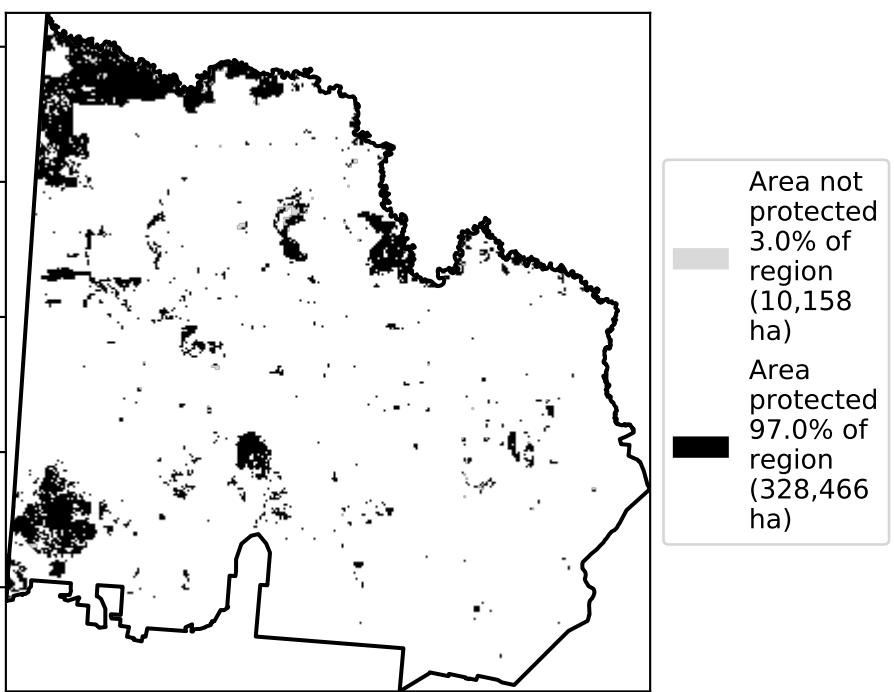 Area not
protected
3.0% of
region
(10,158
ha)
Area
protected
97.0% of
region
(328,466
ha)